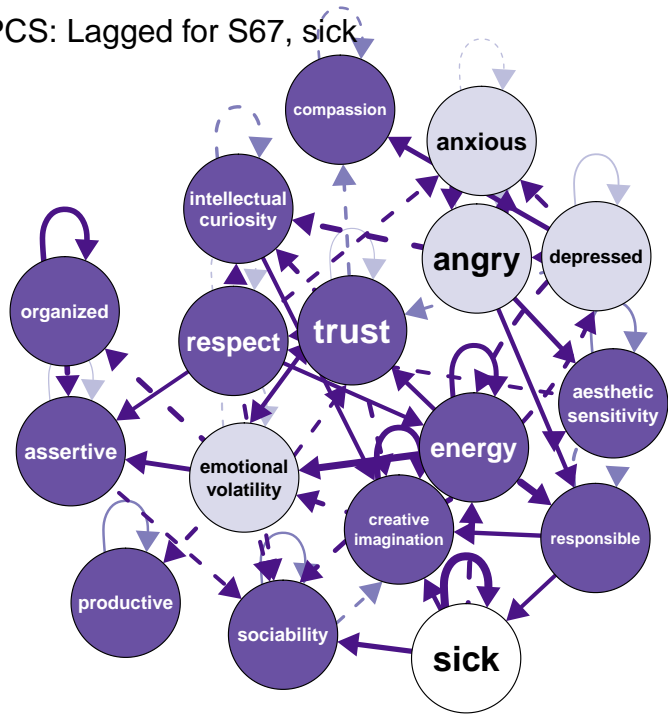 PCS: Lagged for S67, sick
compassion
anxious
intellectual
curiosity
angry
depressed
organized
respect
trust
aesthetic
sensitivity
assertive
emotional
volatility
energy
creative
imagination
responsible
productive
sociability
sick